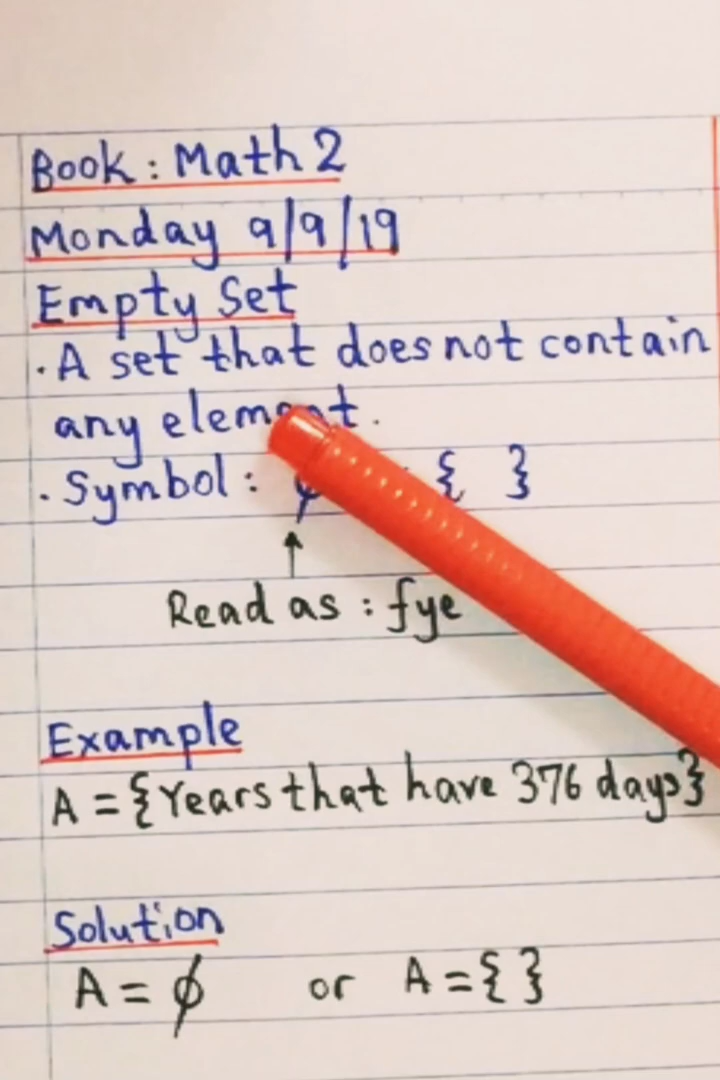 Book : Math 2
Monday 9/9/19
Empty Set
. A set that does not contain
any element.
. Symbol : { }
Read as : fye
Example
A = {Years that have 376 days}
Solution
A = ϕ or A = { }